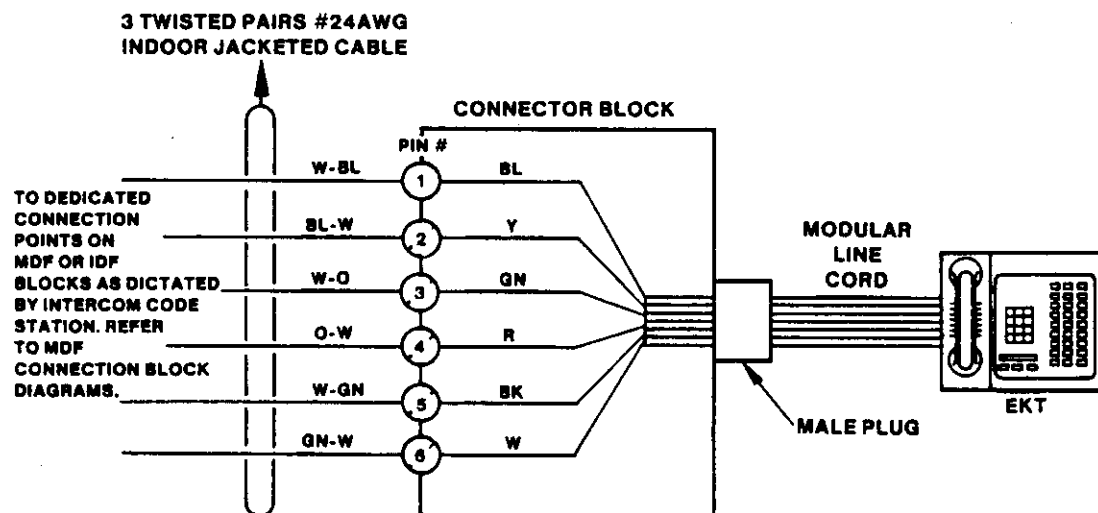 3 TWISTED PAIRS #24AWG
INDOOR JACKETED CABLE
CONNECTOR BLOCK
PIN #
W-BL
1
BL
TO DEDICATED
CONNECTION
POINTS ON
MDF OR IDF
BLOCKS AS DICTATED
BY INTERCOM CODE
STATION. REFER
TO MDF
CONNECTION BLOCK
DIAGRAMS.
BL-W
2
Y
W-O
3
GN
O-W
4
R
W-GN
5
BK
GN-W
6
W
MODULAR
LINE
CORD
MALE PLUG
EKT